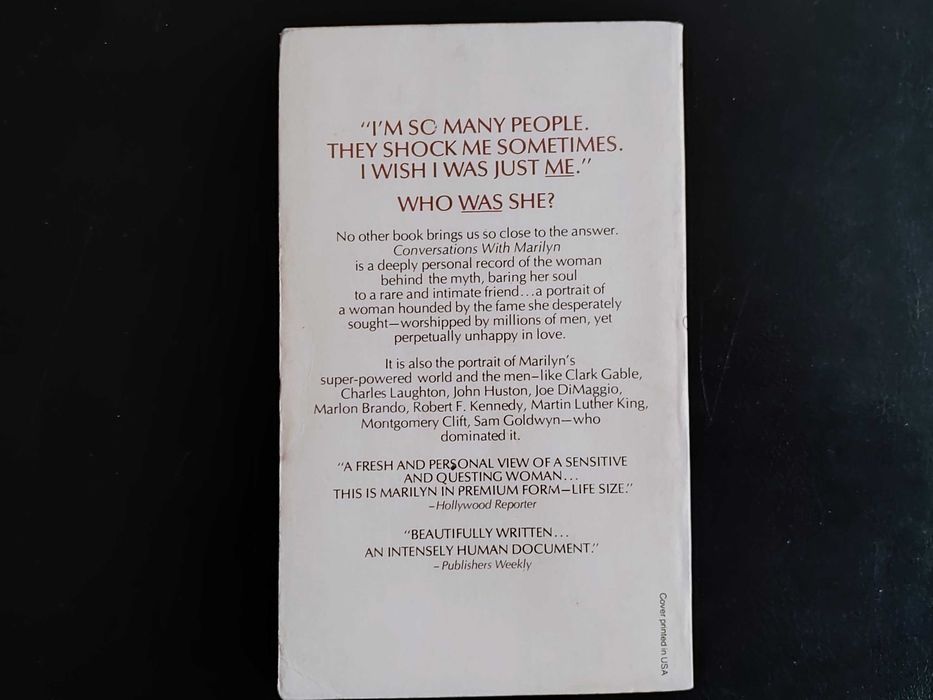 “I’M SO MANY PEOPLE.
THEY SHOCK ME SOMETIMES.
I WISH I WAS JUST ME.”
WHO WAS SHE?
No other book brings us so close to the answer.
Conversations With Marilyn
is a deeply personal record of the woman
behind the myth, baring her soul
to a rare and intimate friend...a portrait of
a woman hounded by the fame she desperately
sought—worshipped by millions of men, yet
perpetually unhappy in love.
It is also the portrait of Marilyn’s
super-powered world and the men–like Clark Gable,
Charles Laughton, John Huston, Joe DiMaggio,
Marlon Brando, Robert F. Kennedy, Martin Luther King,
Montgomery Clift, Sam Goldwyn—who
dominated it.
“A FRESH AND PERSONAL VIEW OF A SENSITIVE
AND QUESTING WOMAN...
THIS IS MARILYN IN PREMIUM FORM—LIFE SIZE.”
–Hollywood Reporter
“BEAUTIFULLY WRITTEN...
AN INTENSELY HUMAN DOCUMENT.”
–Publishers Weekly
Cover printed in USA